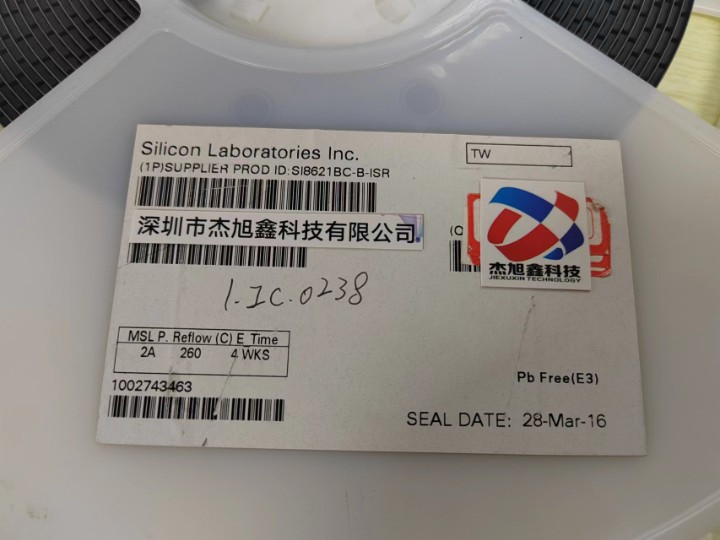 Silicon Laboratories Inc.
TW
(1P)SUPPLIER PROD ID:SI8621BC-B-ISR
深圳市杰旭鑫科技有限公司
(Q
杰旭鑫科技
JIEXUXIN TECHNOLOGY
1.IC.0238
MSL P. Reflow (C) E_Time
2A 260 4 WKS
Pb Free(E3)
1002743463
SEAL DATE: 28-Mar-16